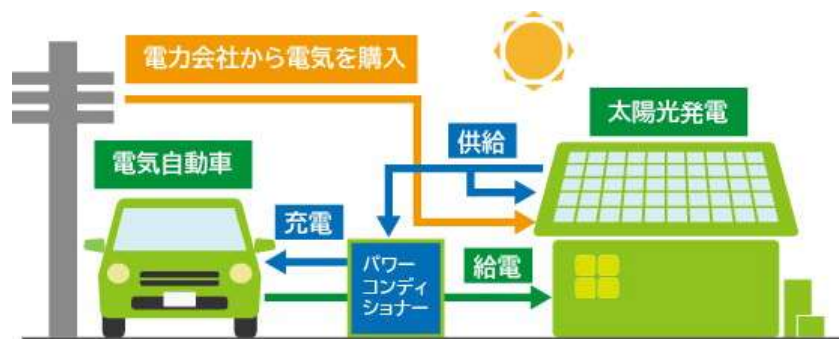 電力会社から電気を購入
太陽光発電
供給
電気自動車
充電
パワー
コンディ
ショナー
給電